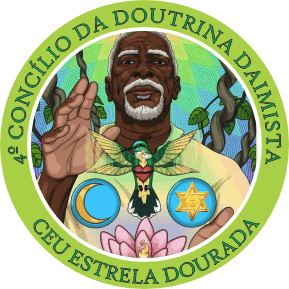 4º CONCÍLIO DA DOUTRINA DAIMISTA
CEU ESTRELA DOURADA